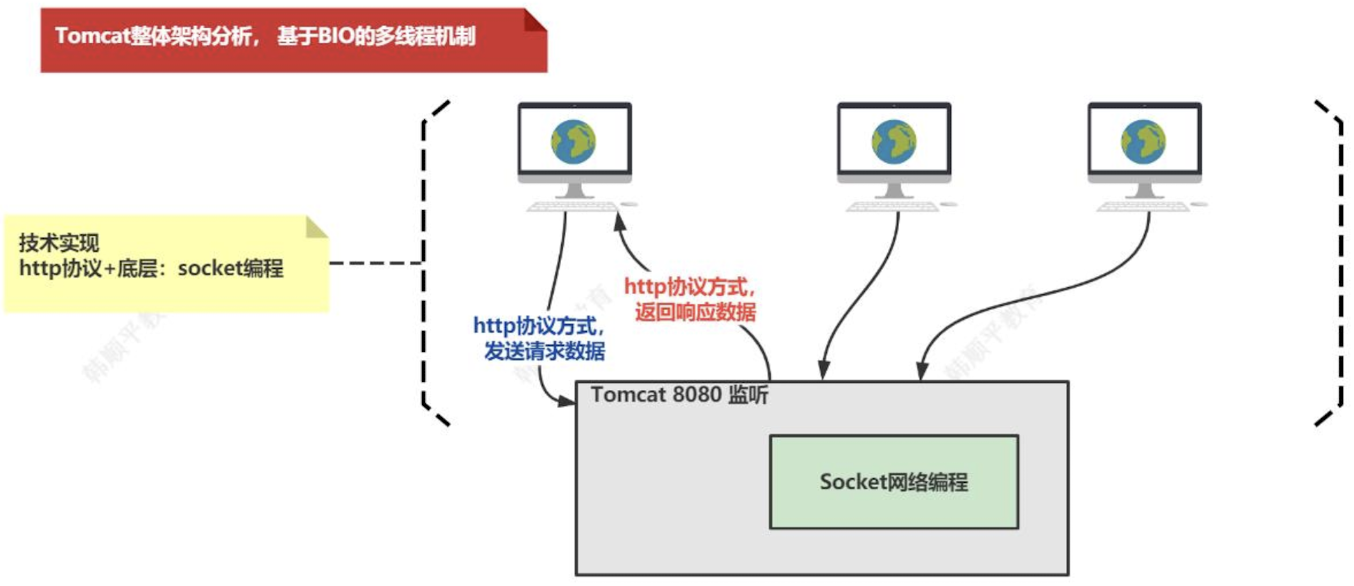 Tomcat整体架构分析，基于BIO的多线程机制
技术实现
http协议+底层：socket编程
http协议方式，
返回响应数据
http协议方式，
发送请求数据
Tomcat 8080 监听
Socket网络编程
韩顺平教育
韩顺平教育
韩顺平教育